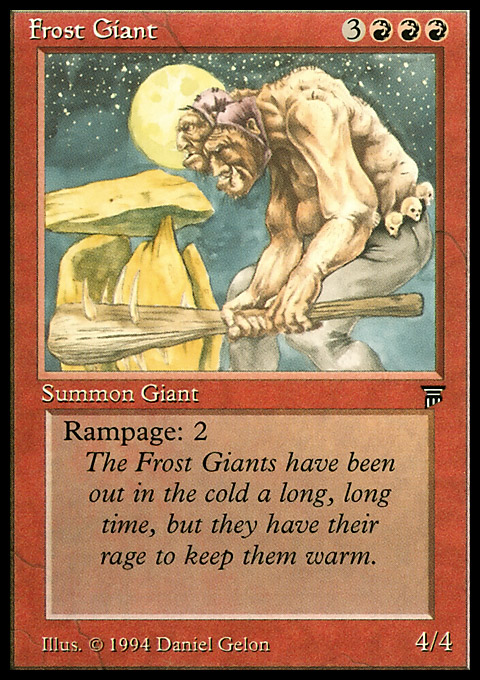 Frost Giant 3
Summon Giant
Rampage: 2
The Frost Giants have been
out in the cold a long, long
time, but they have their
rage to keep them warm.
Illus. © 1994 Daniel Gelon 4/4